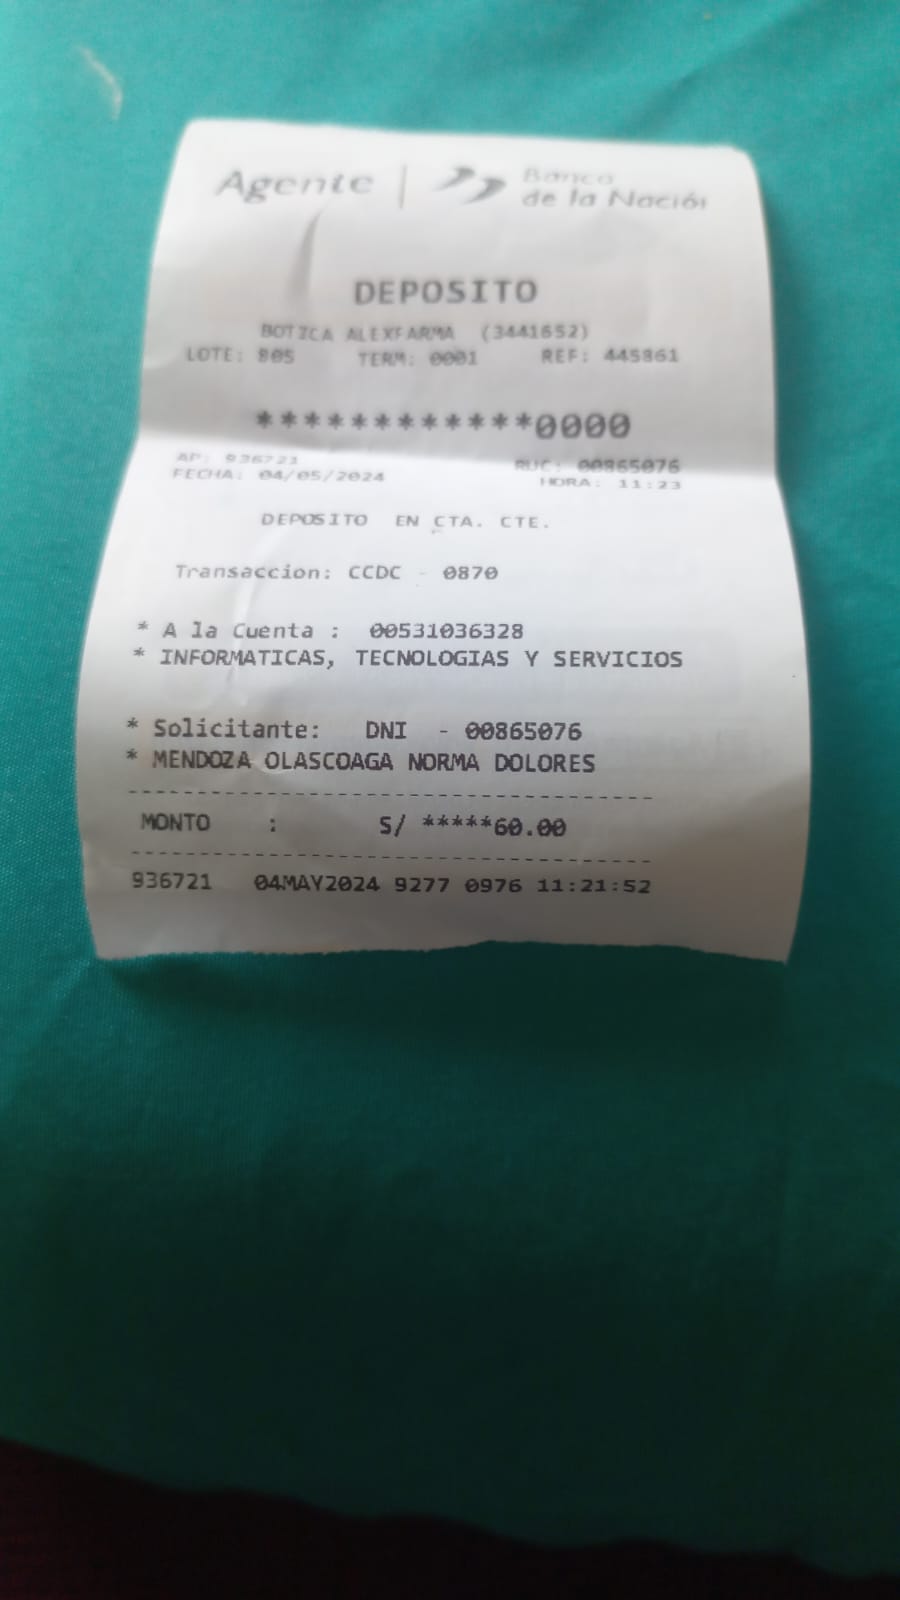 Agente | Banco
de la Nación
DEPOSITO
BOTICA ALEXFARMA (3441652)
LOTE: 805 TERM: 0001 REF: 445861
************0000
AP: 936721 RUC: 00865076
FECHA: 04/05/2024 HORA: 11:23
DEPOSITO EN CTA. CTE.
Transaccion: CCDC - 0870
* A la Cuenta : 00531036328
* INFORMATICAS, TECNOLOGIAS Y SERVICIOS
* Solicitante: DNI - 00865076
* MENDOZA OLASCOAGA NORMA DOLORES
MONTO : S/ *****60.00
936721 04MAY2024 9277 0976 11:21:52